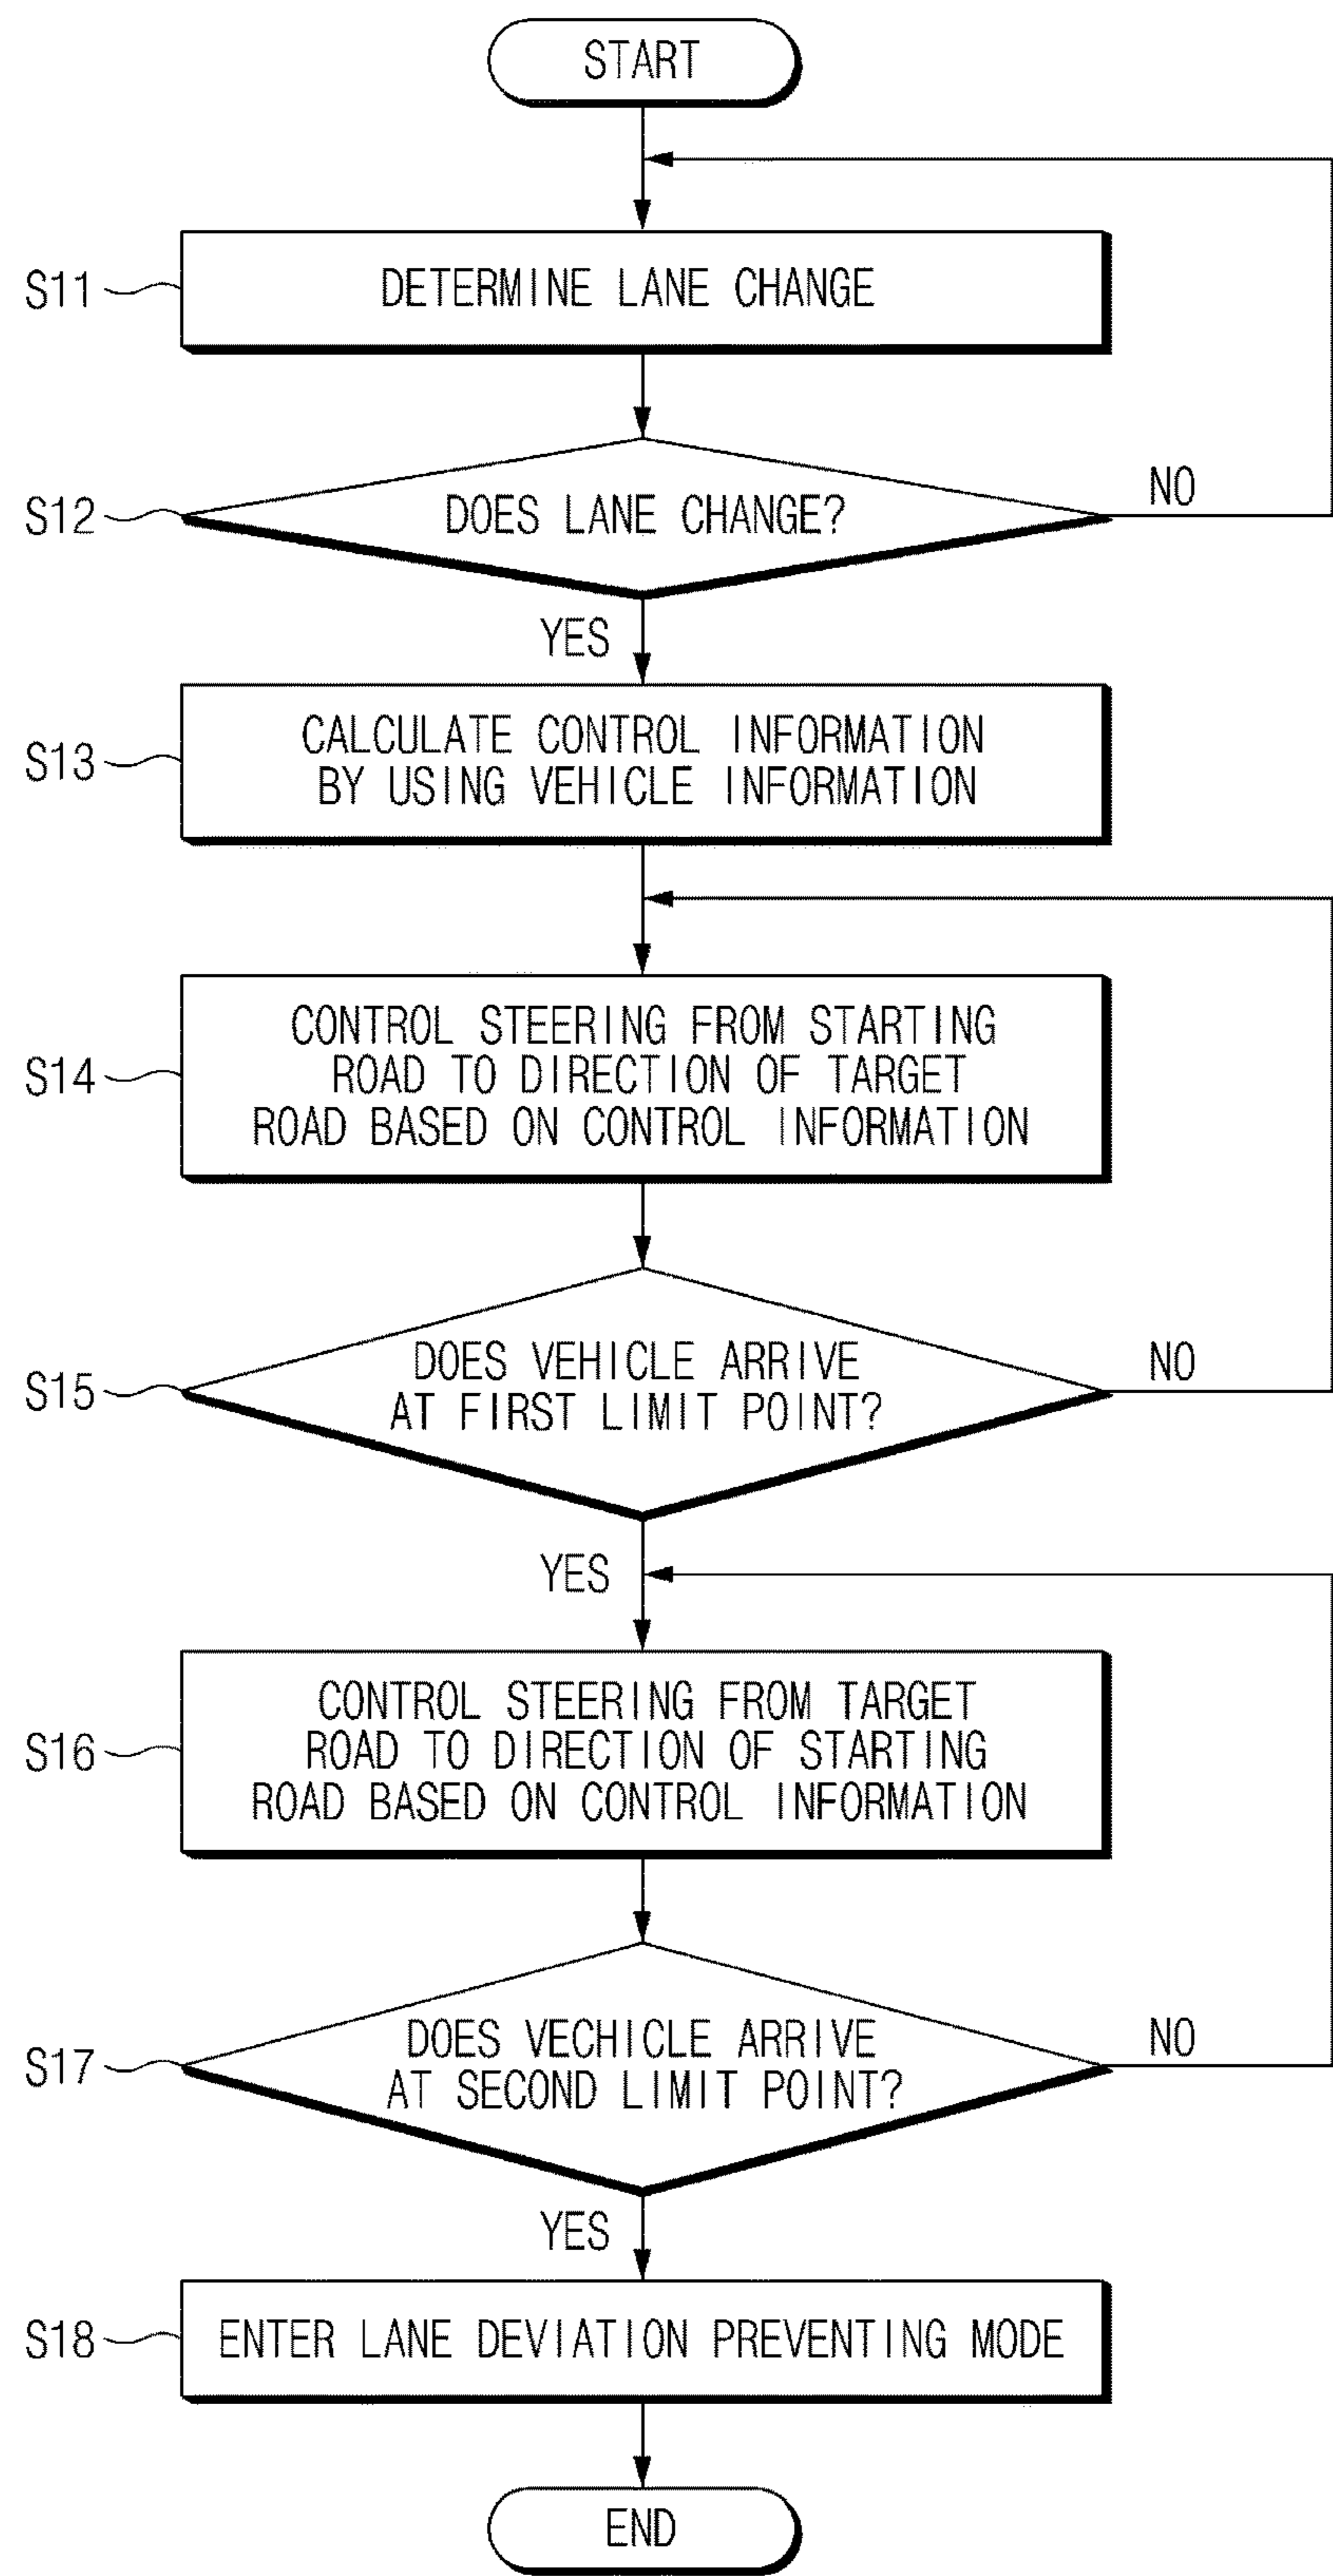 START
S11
DETERMINE LANE CHANGE
S12
DOES LANE CHANGE?
NO
YES
S13
CALCULATE CONTROL INFORMATION
BY USING VEHICLE INFORMATION
S14
CONTROL STEERING FROM STARTING
ROAD TO DIRECTION OF TARGET
ROAD BASED ON CONTROL INFORMATION
S15
DOES VEHICLE ARRIVE
AT FIRST LIMIT POINT?
NO
YES
S16
CONTROL STEERING FROM TARGET
ROAD TO DIRECTION OF STARTING
ROAD BASED ON CONTROL INFORMATION
S17
DOES VECHICLE ARRIVE
AT SECOND LIMIT POINT?
NO
YES
S18
ENTER LANE DEVIATION PREVENTING MODE
END